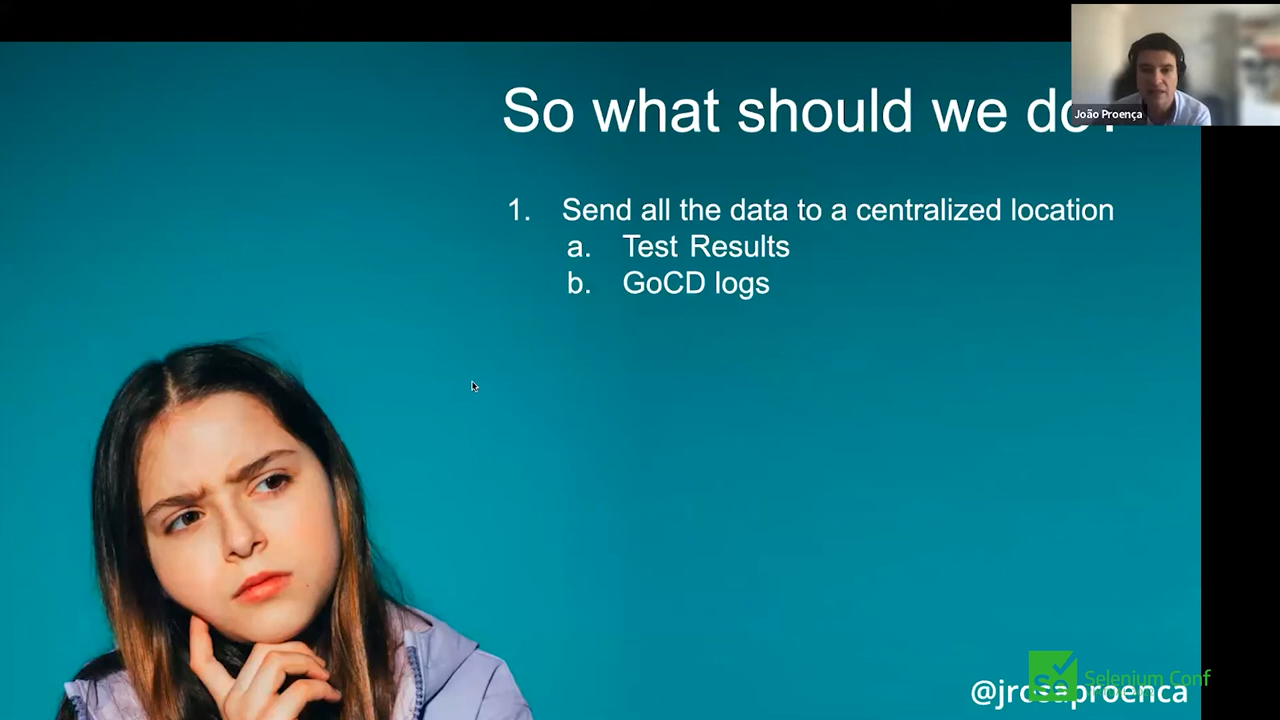 So what should we do?
João Proença
1. Send all the data to a centralized location
a. Test Results
b. GoCD logs
Se
Selenium Conf
@jrosaproenca